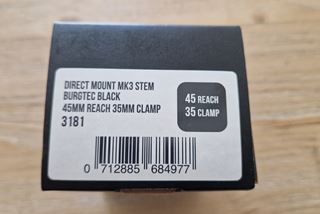 DIRECT MOUNT MK3 STEM
BURGTEC BLACK
45MM REACH 35MM CLAMP
3181
45 REACH
35 CLAMP
0 712885 684977